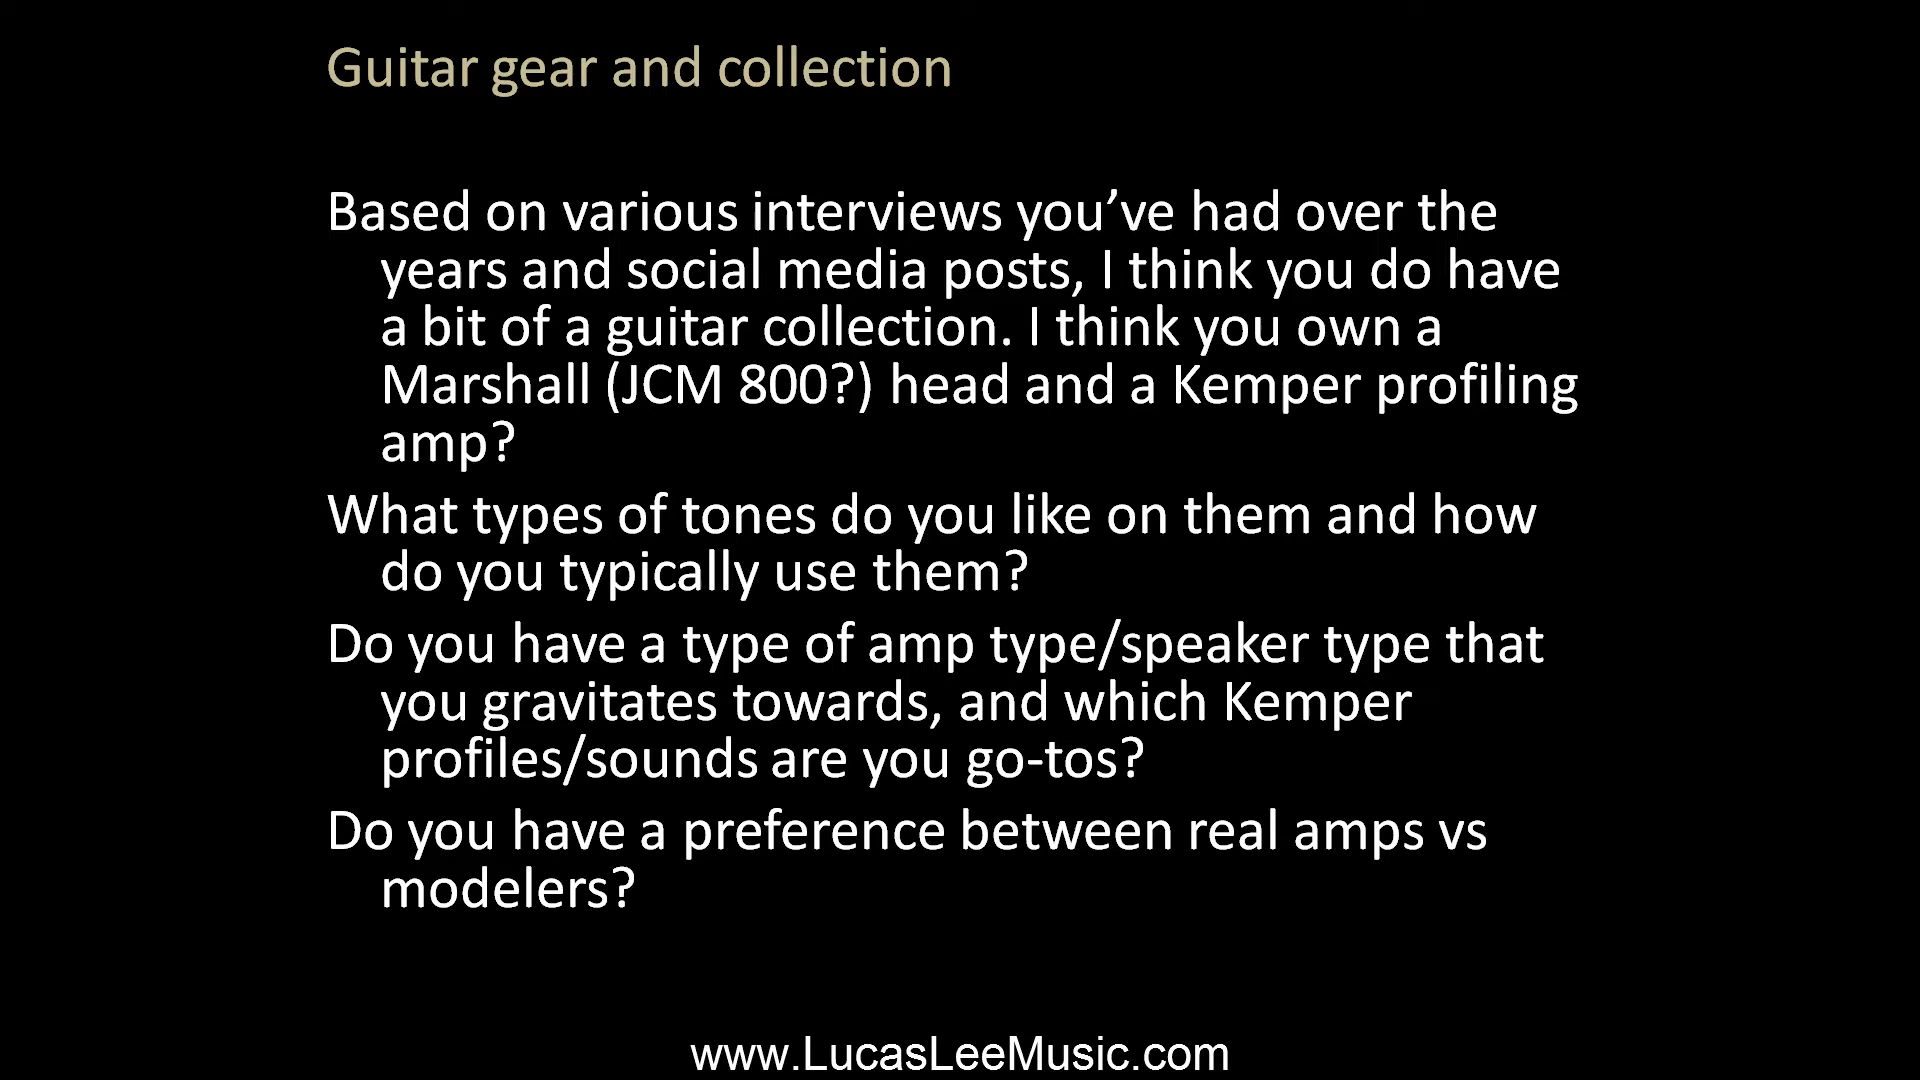 Guitar gear and collection
Based on various interviews you’ve had over the
years and social media posts, I think you do have
a bit of a guitar collection. I think you own a
Marshall (JCM 800?) head and a Kemper profiling
amp?
What types of tones do you like on them and how
do you typically use them?
Do you have a type of amp type/speaker type that
you gravitates towards, and which Kemper
profiles/sounds are you go-tos?
Do you have a preference between real amps vs
modelers?
www.LucasLeeMusic.com